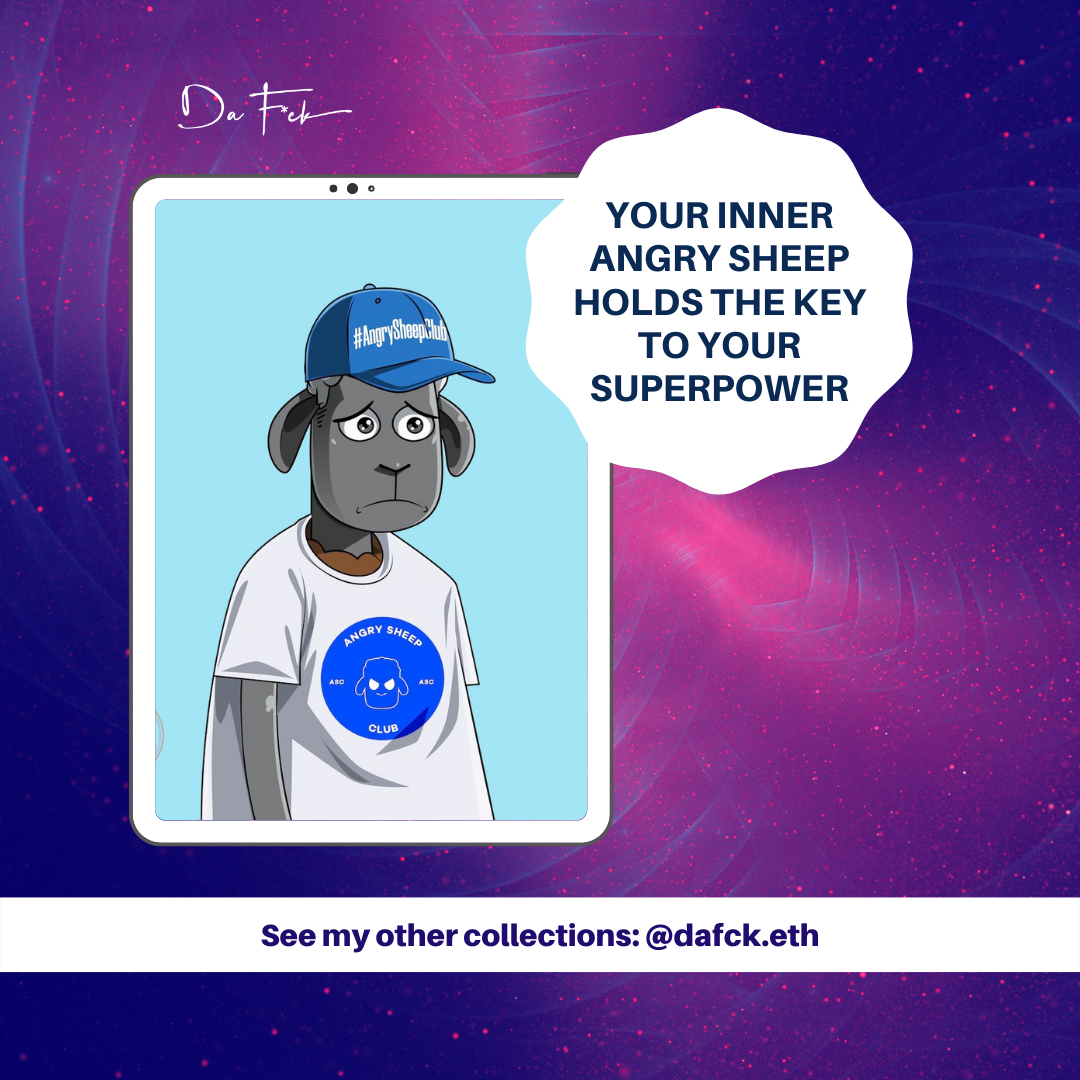 Da F*ck
YOUR INNER
ANGRY SHEEP
HOLDS THE KEY
TO YOUR
SUPERPOWER
#AngrySheepClub
ANGRY SHEEP
ASC ASC
CLUB
See my other collections: @dafck.eth